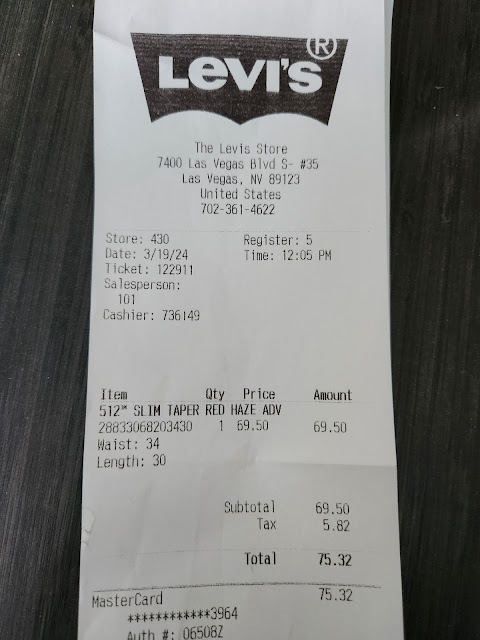 Levi's ®
The Levis Store
7400 Las Vegas Blvd S- #35
Las Vegas, NV 89123
United States
702-361-4622
Store: 430 Register: 5
Date: 3/19/24 Time: 12:05 PM
Ticket: 122911
Salesperson:
101
Cashier: 736149
Item Qty Price Amount
512™ SLIM TAPER RED HAZE ADV
28833068203430 1 69.50 69.50
Waist: 34
Length: 30
Subtotal 69.50
Tax 5.82
Total 75.32
MasterCard 75.32
************3964
Auth #: 06508Z